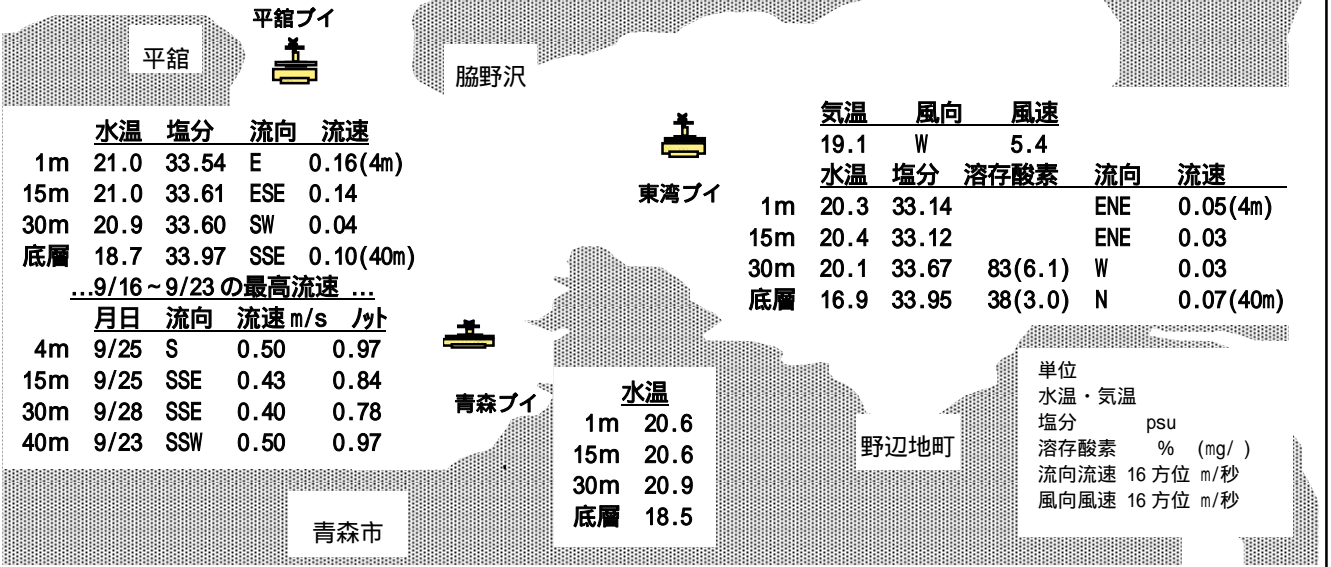 平舘ブイ
平舘
脇野沢
水温 塩分 流向 流速
1m 21.0 33.54 E 0.16(4m)
15m 21.0 33.61 ESE 0.14
30m 20.9 33.60 SW 0.04
底層 18.7 33.97 SSE 0.10(40m)
…9/16~9/23の最高流速 …
月日 流向 流速m/s ノット
4m 9/25 S 0.50 0.97
15m 9/25 SSE 0.43 0.84
30m 9/28 SSE 0.40 0.78
40m 9/23 SSW 0.50 0.97
東湾ブイ
気温 風向 風速
19.1 W 5.4
水温 塩分 溶存酸素 流向 流速
1m 20.3 33.14 ENE 0.05(4m)
15m 20.4 33.12 ENE 0.03
30m 20.1 33.67 83(6.1) W 0.03
底層 16.9 33.95 38(3.0) N 0.07(40m)
青森ブイ
水温
1m 20.6
15m 20.6
30m 20.9
底層 18.5
青森市
野辺地町
単位
水温・気温
塩分 psu
溶存酸素 % (mg/ )
流向流速 16方位 m/秒
風向風速 16方位 m/秒